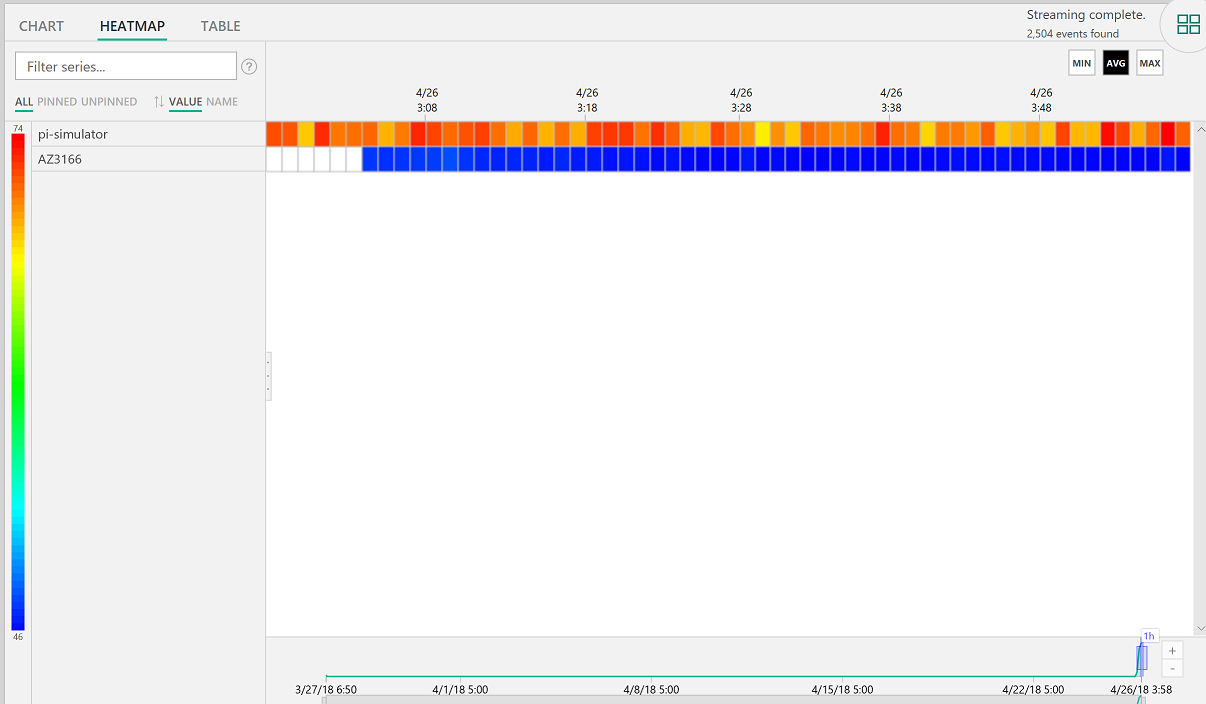 CHART HEATMAP TABLE
Streaming complete.
2,504 events found
Filter series... ?
MIN AVG MAX
ALL PINNED UNPINNED VALUE NAME
4/26 4/26 4/26 4/26 4/26
3:08 3:18 3:28 3:38 3:48
74
pi-simulator
AZ3166
46
1h
+
-
3/27/18 6:50 4/1/18 5:00 4/8/18 5:00 4/15/18 5:00 4/22/18 5:00 4/26/18 3:58